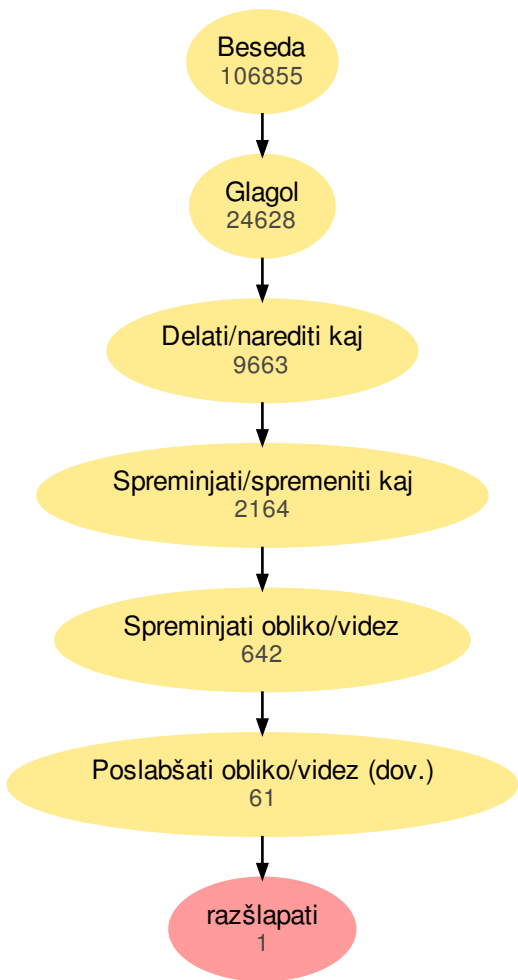 Beseda
106855
Glagol
24628
Delati/narediti kaj
9663
Spreminjati/spremeniti kaj
2164
Spreminjati obliko/videz
642
Poslabšati obliko/videz (dov.)
61
razšlapati
1